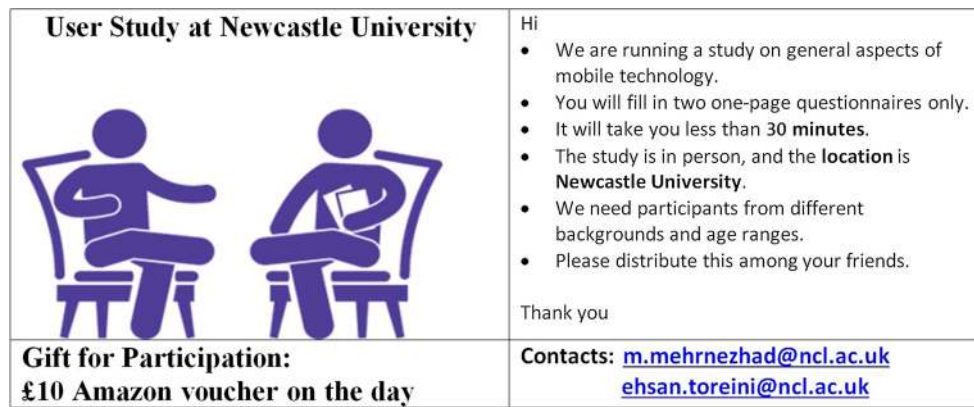 User Study at Newcastle University
Hi
• We are running a study on general aspects of
mobile technology.
• You will fill in two one-page questionnaires only.
• It will take you less than 30 minutes.
• The study is in person, and the location is
Newcastle University.
• We need participants from different
backgrounds and age ranges.
• Please distribute this among your friends.
Thank you
Gift for Participation:
£10 Amazon voucher on the day
Contacts: m.mehrnezhad@ncl.ac.uk
ehsan.toreini@ncl.ac.uk